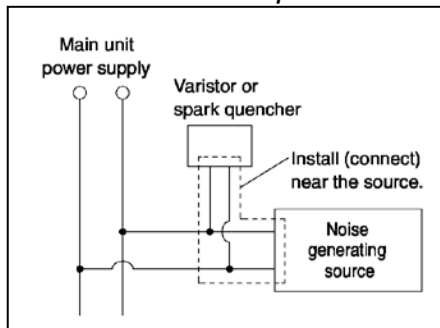 Main unit
power supply
Varistor or
spark quencher
Install (connect)
near the source.
Noise
generating
source